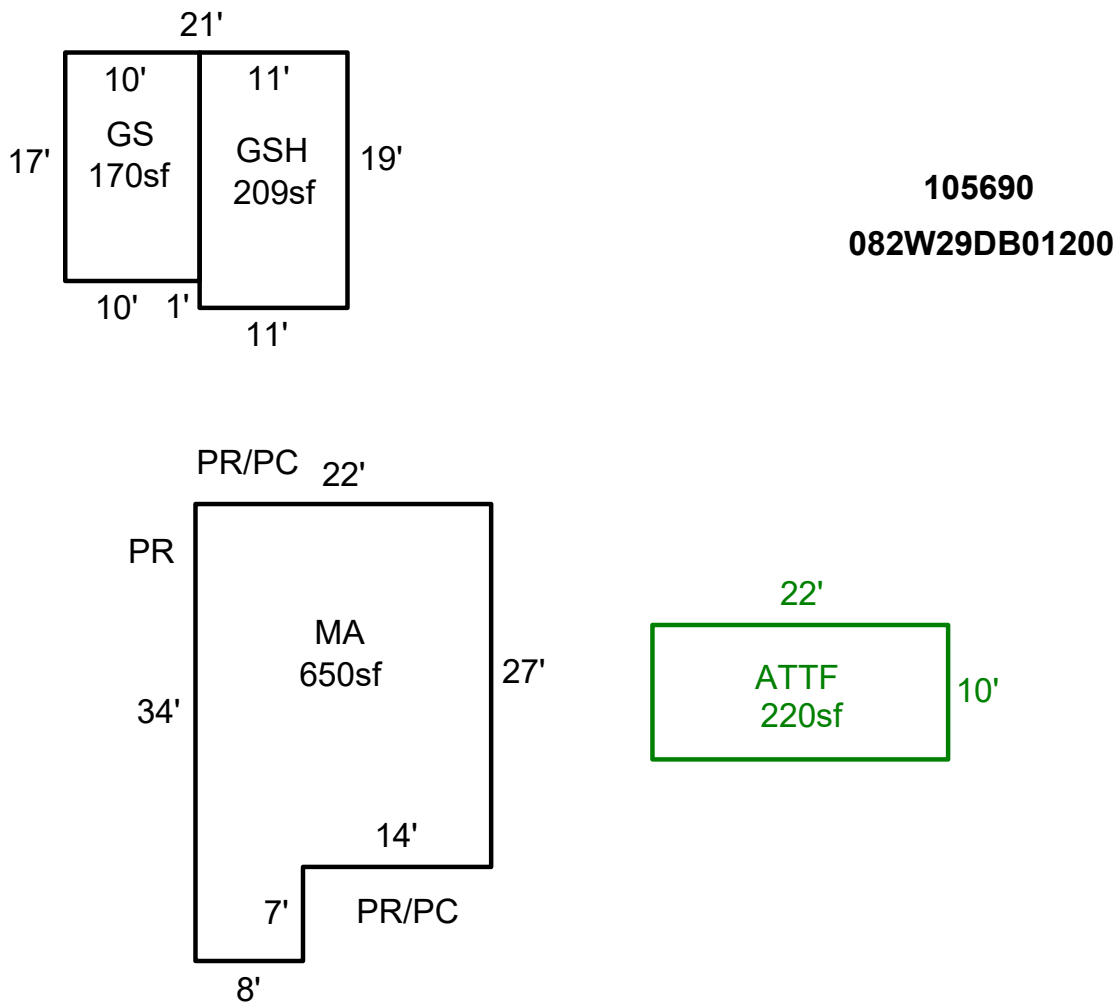 21'
10'
11'
GS
170sf
GSH
209sf
17'
19'
10'
1'
11'
105690
082W29DB01200
PR/PC
22'
PR
MA
650sf
34'
27'
14'
7'
PR/PC
8'
22'
ATTF
220sf
10'